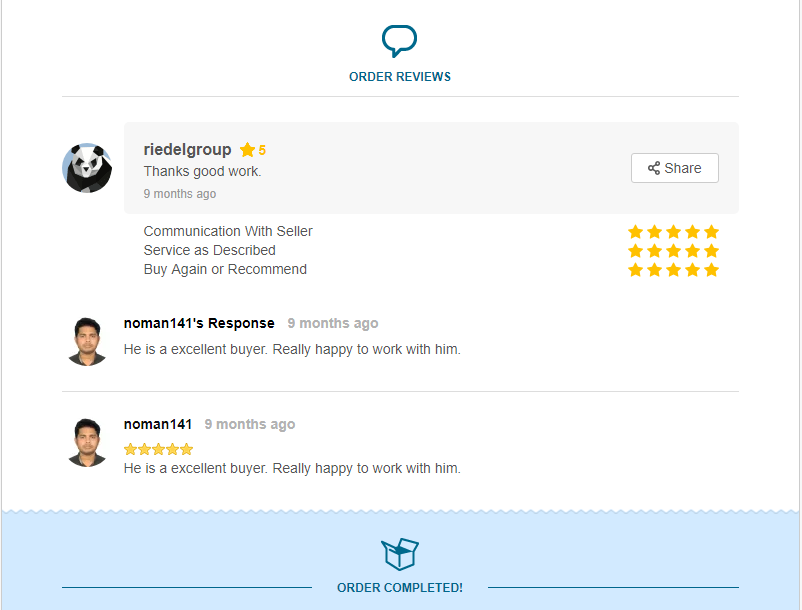 ORDER REVIEWS
riedelgroup 5
Thanks good work.
Share
9 months ago
Communication With Seller
Service as Described
Buy Again or Recommend
noman141's Response 9 months ago
He is a excellent buyer. Really happy to work with him.
noman141 9 months ago
He is a excellent buyer. Really happy to work with him.
ORDER COMPLETED!